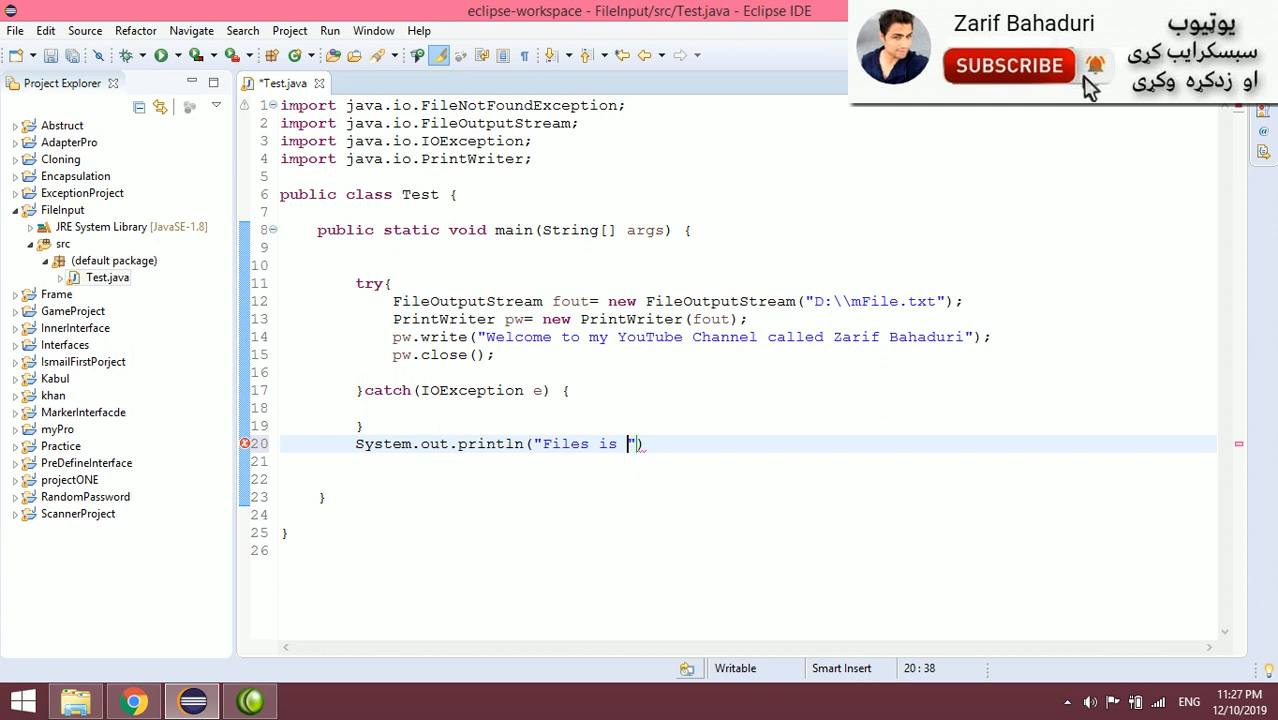 eclipse-workspace - FileInput/src/Test.java - Eclipse IDE
File Edit Source Refactor Navigate Search Project Run Window Help
Zarif Bahaduri
SUBSCRIBE
یوټیوب
سبسکرایب کړی
او زدکړه وکړی
Project Explorer
*Test.java
Abstruct
AdapterPro
Cloning
Encapsulation
ExceptionProject
FileInput
JRE System Library [JavaSE-1.8]
src
(default package)
Test.java
Frame
GameProject
InnerInterface
Interfaces
IsmailFirstPorject
Kabul
khan
MarkerInterfacde
myPro
Practice
PreDefineInterface
projectONE
RandomPassword
ScannerProject
1 import java.io.FileNotFoundException;
2 import java.io.FileOutputStream;
3 import java.io.IOException;
4 import java.io.PrintWriter;
5
6 public class Test {
7
8 public static void main(String[] args) {
9
10
11 try{
12 FileOutputStream fout= new FileOutputStream("D:\\mFile.txt");
13 PrintWriter pw= new PrintWriter(fout);
14 pw.write("Welcome to my YouTube Channel called Zarif Bahaduri");
15 pw.close();
16
17 }catch(IOException e) {
18
19 }
20 System.out.println("Files is ")
21
22
23 }
24
25 }
26
Writable Smart Insert 20 : 38
ENG
11:27 PM
12/10/2019